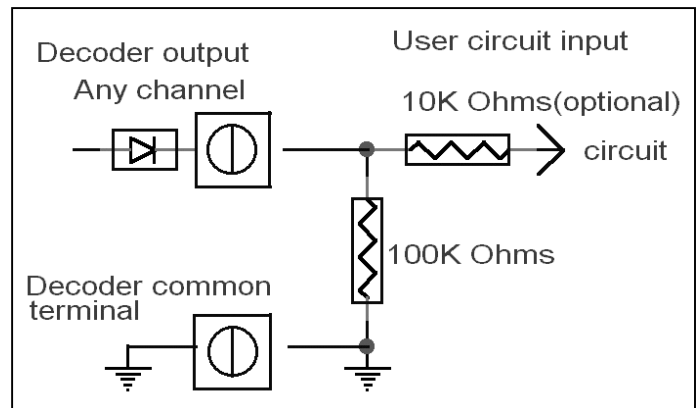 Decoder output
Any channel
User circuit input
10K Ohms(optional)
circuit
100K Ohms
Decoder common
terminal